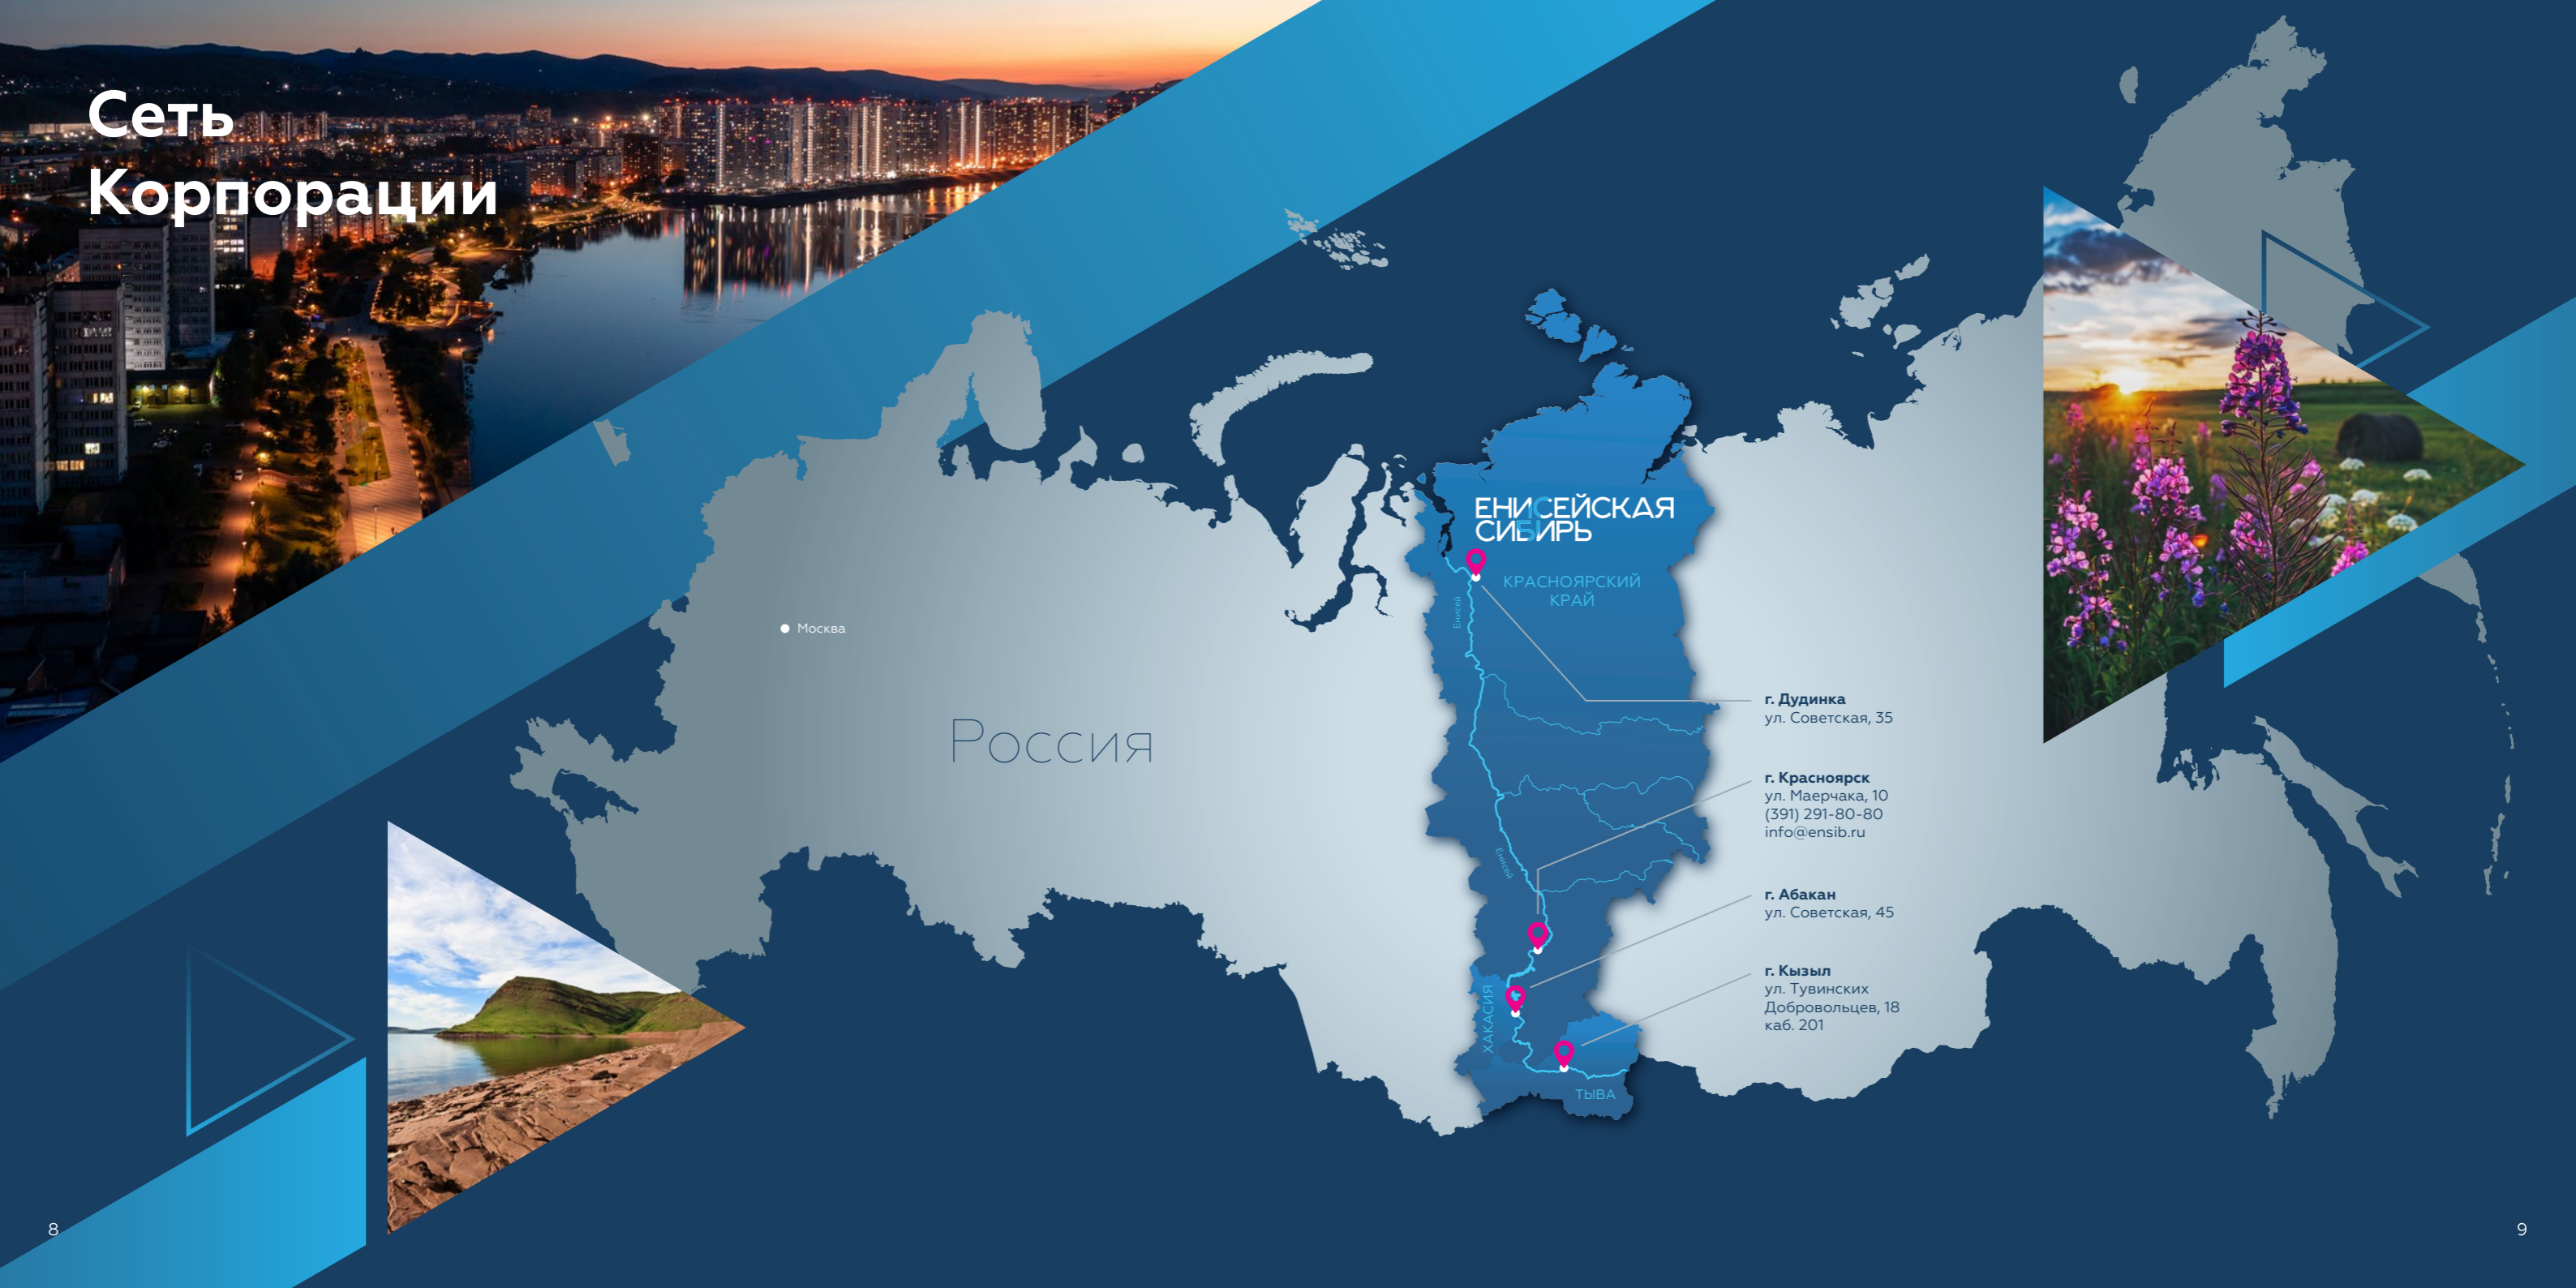 Сеть
Корпорации
ЕНИСЕЙСКАЯ
СИБИРЬ
КРАСНОЯРСКИЙ
КРАЙ
Енисей
Москва
Россия
г. Дудинка
ул. Советская, 35
г. Красноярск
ул. Маерчака, 10
(391) 291-80-80
info@ensib.ru
Енисей
г. Абакан
ул. Советская, 45
г. Кызыл
ул. Тувинских
Добровольцев, 18
каб. 201
ХАКАСИЯ
ТЫВА
8
9